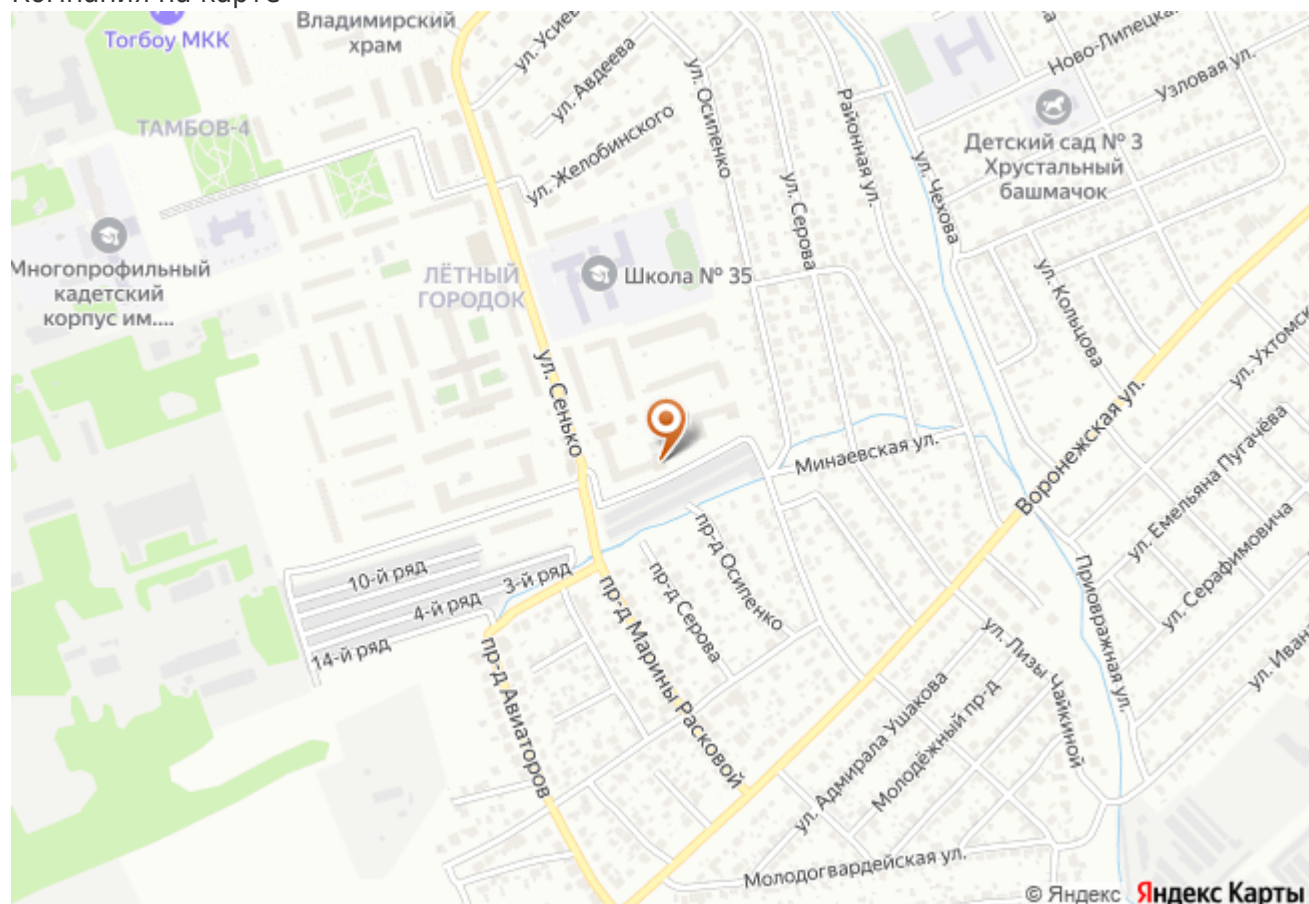 Компания на карте
Тогбоу МКК
Владимирский
храм
ул. Усиев
ул. Авдеева
ул. Желобинского
ул. Осипенко
ул. Серова
Районная ул.
ул. Чехова
Ново-Липецкая
Узловая ул.
Детский сад № 3
Хрустальный
башмачок
ТАМБОВ-4
Многопрофильный
кадетский
корпус им....
ЛЁТНЫЙ
ГОРОДОК
Школа № 35
ул. Сенько
ул. Кольцова
Воронежская ул.
ул. Ухтомск
Минаевская ул.
ул. Емельяна Пугачёва
ул. Серафимовича
Приовражная ул.
ул. Иван
10-й ряд
3-й ряд
4-й ряд
14-й ряд
пр-д Осипенко
пр-д Серова
пр-д Марины Расковой
пр-д Авиаторов
ул. Лизы Чайкиной
ул. Адмирала Ушакова
Молодёжный пр-д
Молодогвардейская ул.
© Яндекс Яндекс Карты